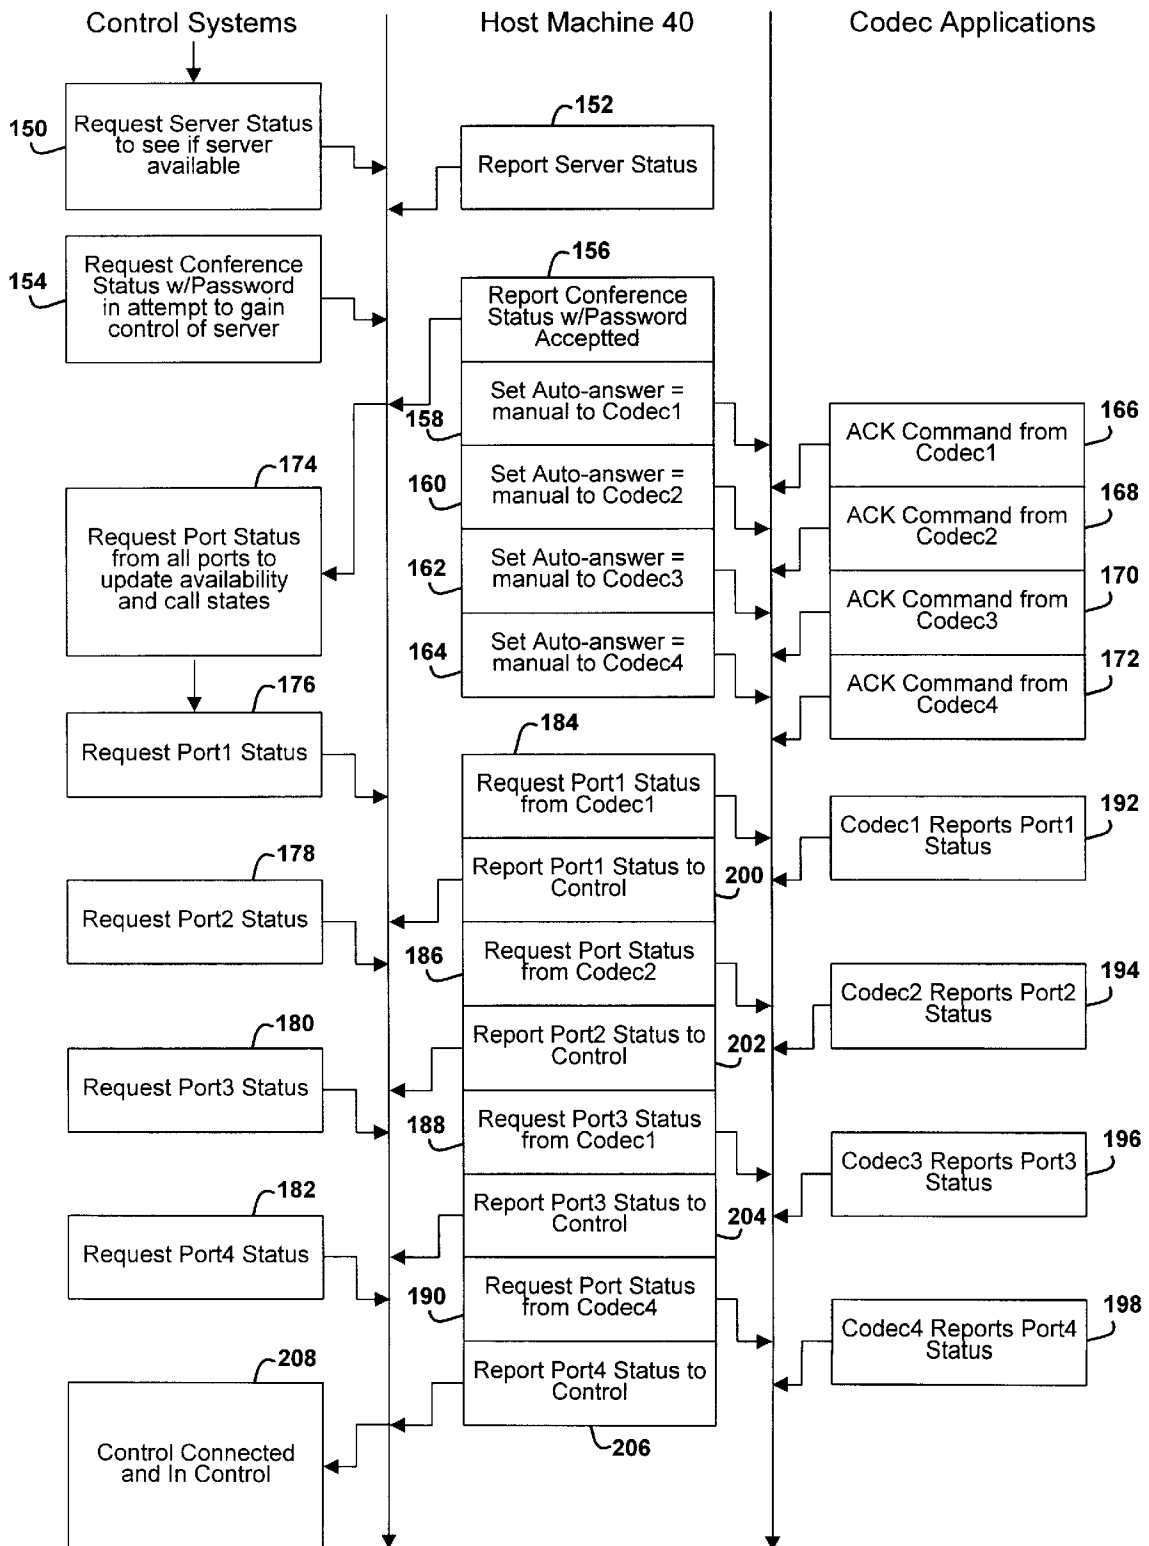 Control Systems
Host Machine 40
Codec Applications
150
Request Server Status
to see if server
available
152
Report Server Status
154
Request Conference
Status w/Password
in attempt to gain
control of server
156
Report Conference
Status w/Password
Acceptted
158
Set Auto-answer =
manual to Codec1
166
ACK Command from
Codec1
160
Set Auto-answer =
manual to Codec2
168
ACK Command from
Codec2
162
Set Auto-answer =
manual to Codec3
170
ACK Command from
Codec3
164
Set Auto-answer =
manual to Codec4
172
ACK Command from
Codec4
174
Request Port Status
from all ports to
update availability
and call states
176
Request Port1 Status
184
Request Port1 Status
from Codec1
192
Codec1 Reports Port1
Status
200
Report Port1 Status to
Control
178
Request Port2 Status
186
Request Port Status
from Codec2
194
Codec2 Reports Port2
Status
202
Report Port2 Status to
Control
180
Request Port3 Status
188
Request Port3 Status
from Codec1
196
Codec3 Reports Port3
Status
204
Report Port3 Status to
Control
182
Request Port4 Status
190
Request Port Status
from Codec4
198
Codec4 Reports Port4
Status
206
Report Port4 Status to
Control
208
Control Connected
and In Control